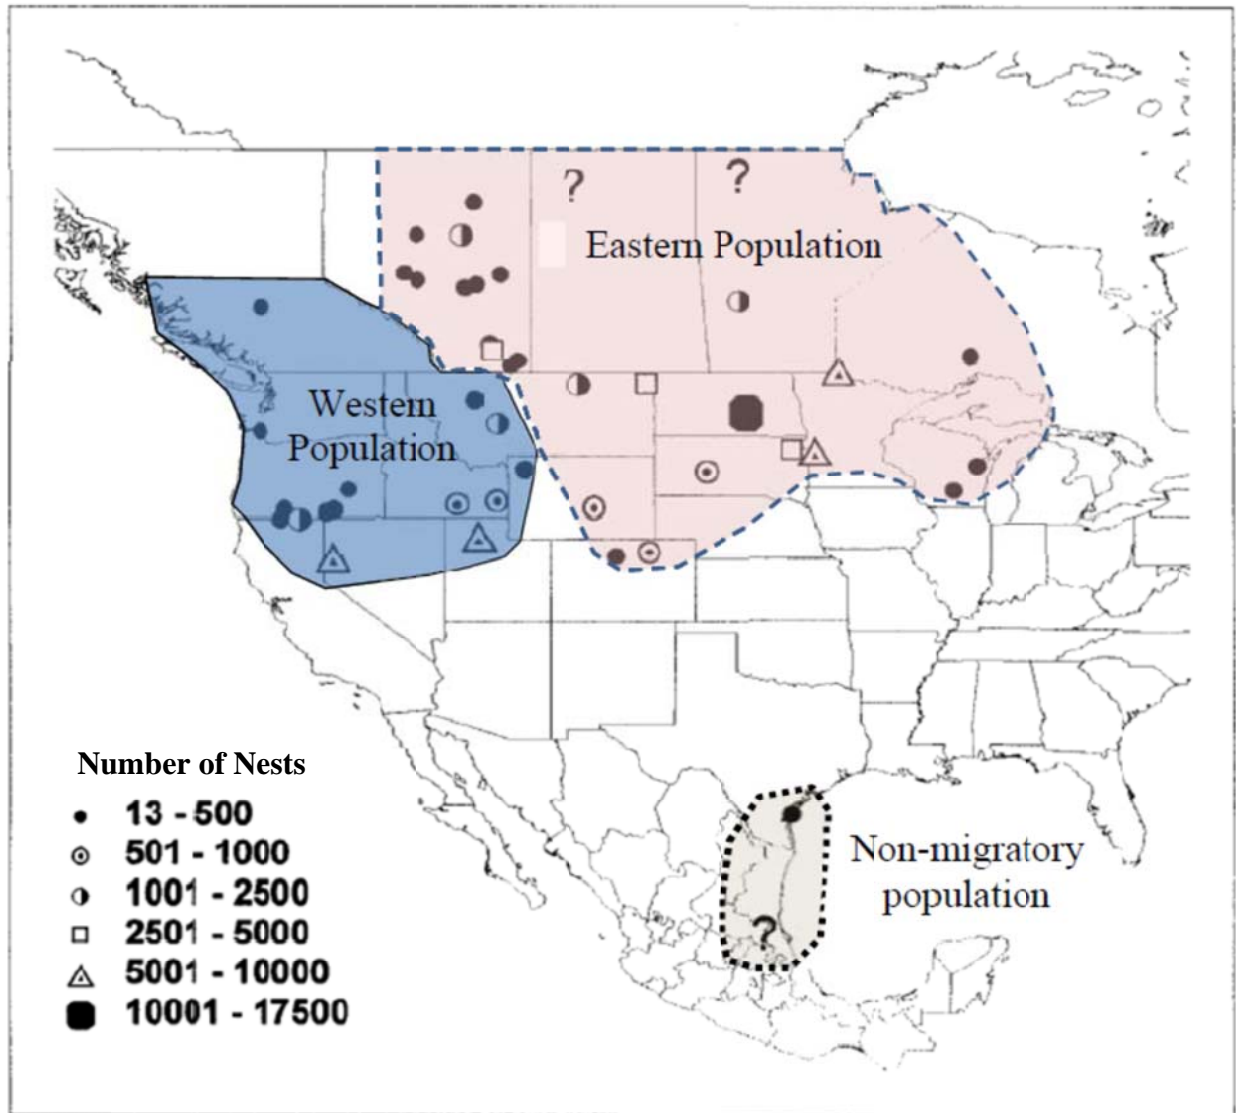 ?
?
Eastern Population
Western
Population
Number of Nests
13 - 500
501 - 1000
1001 - 2500
2501 - 5000
5001 - 10000
10001 - 17500
Non-migratory
population
?